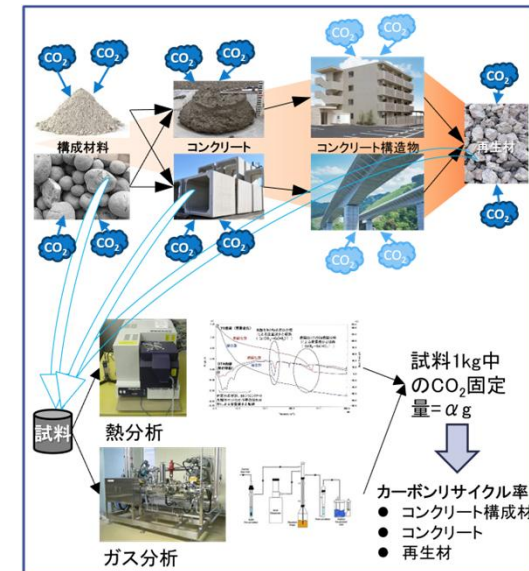 CO₂
CO₂
CO₂
CO₂
CO₂
CO₂
CO₂
構成材料
コンクリート
コンクリート構造物
再生材
CO₂
CO₂
CO₂
CO₂
CO₂
CO₂
CO₂
試料
熱分析
ガス分析
試料1kg中
のCO₂固定
量=αg
カーボンリサイクル率
● コンクリート構成材
● コンクリート
● 再生材